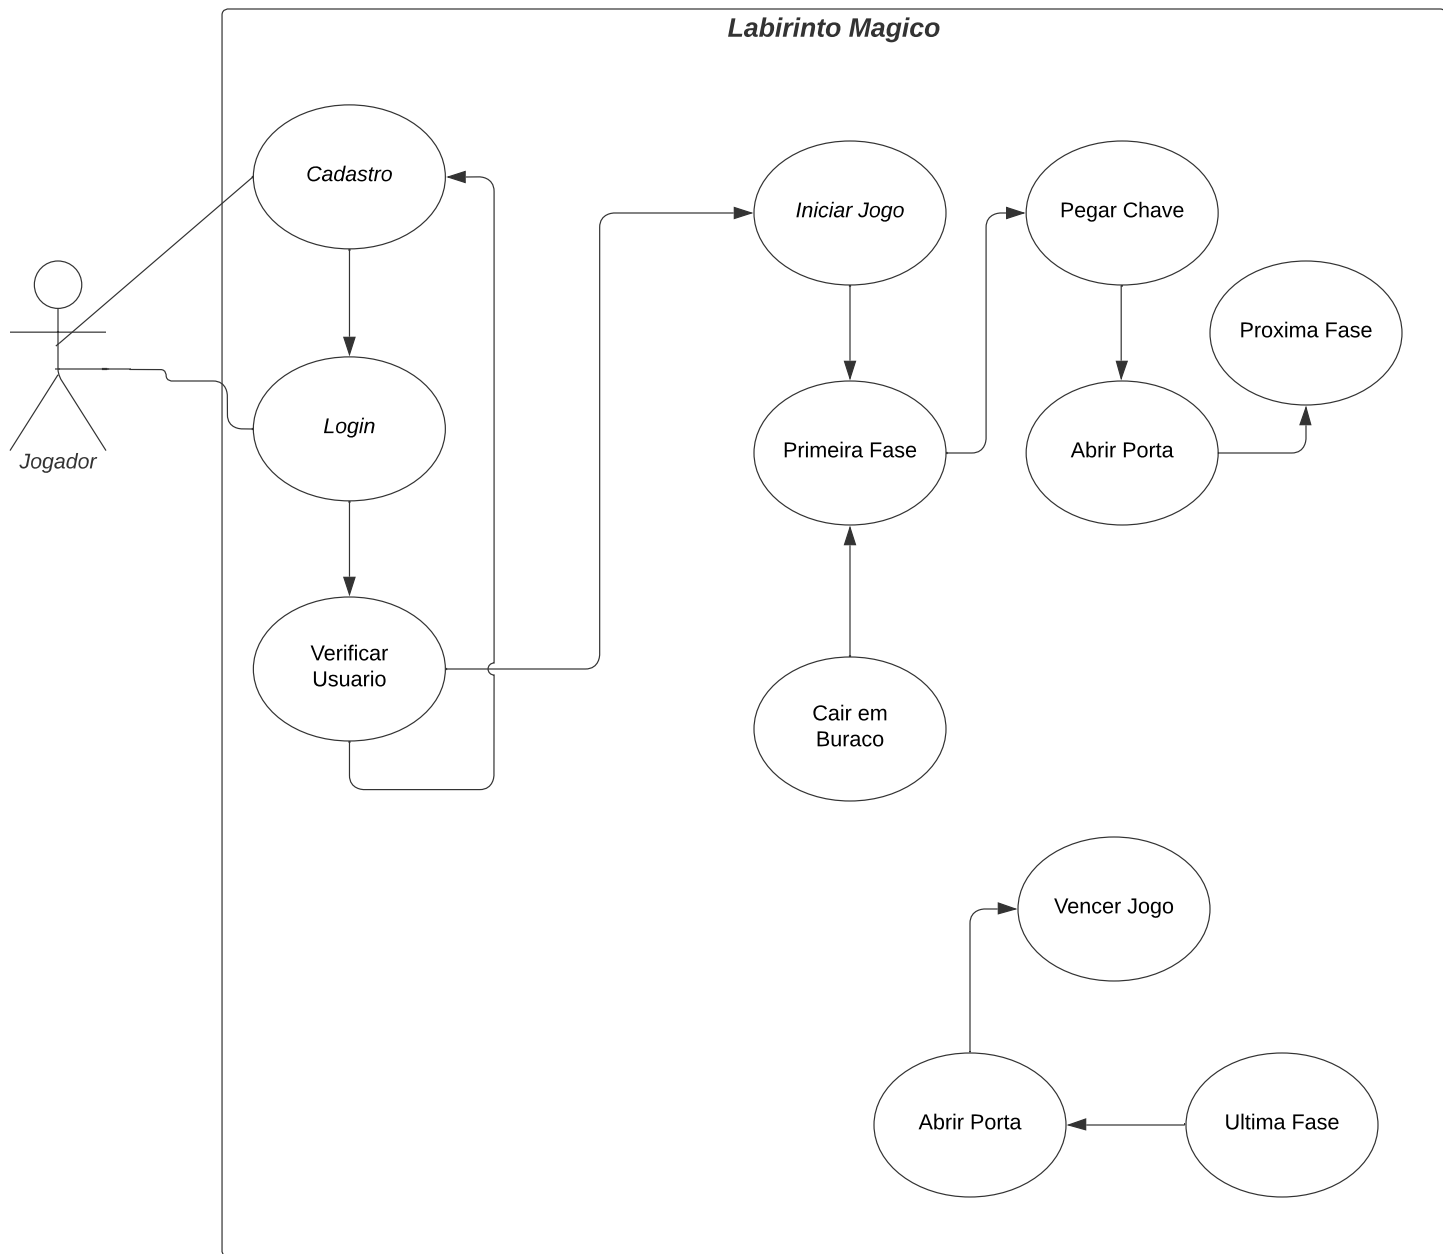 Labirinto Magico
Cadastro
Iniciar Jogo
Pegar Chave
Proxima Fase
Login
Primeira Fase
Abrir Porta
Jogador
Verificar
Usuario
Cair em
Buraco
Vencer Jogo
Abrir Porta
Ultima Fase